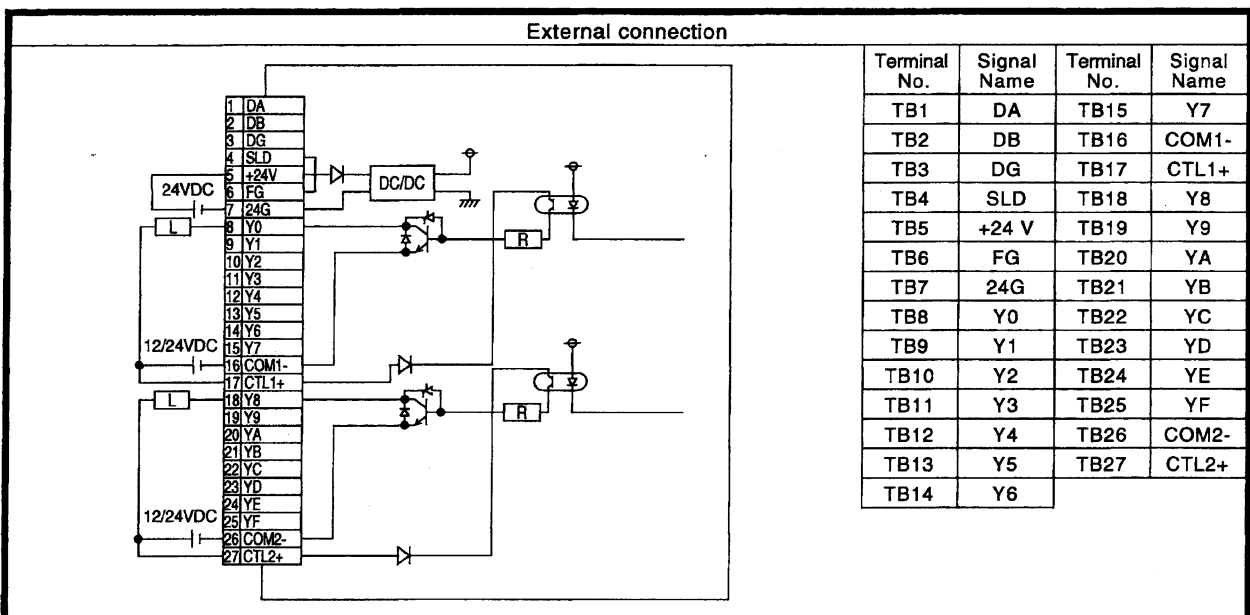 External connection
1 DA
2 DB
3 DG
4 SLD
5 +24V
6 FG
7 24G
8 Y0
9 Y1
10 Y2
11 Y3
12 Y4
13 Y5
14 Y6
15 Y7
16 COM1-
17 CTL1+
18 Y8
19 Y9
20 YA
21 YB
22 YC
23 YD
24 YE
25 YF
26 COM2-
27 CTL2+
24VDC
L
12/24VDC
L
12/24VDC
DC/DC
R
R
Terminal No. Signal Name Terminal No. Signal Name
TB1 DA TB15 Y7
TB2 DB TB16 COM1-
TB3 DG TB17 CTL1+
TB4 SLD TB18 Y8
TB5 +24 V TB19 Y9
TB6 FG TB20 YA
TB7 24G TB21 YB
TB8 Y0 TB22 YC
TB9 Y1 TB23 YD
TB10 Y2 TB24 YE
TB11 Y3 TB25 YF
TB12 Y4 TB26 COM2-
TB13 Y5 TB27 CTL2+
TB14 Y6